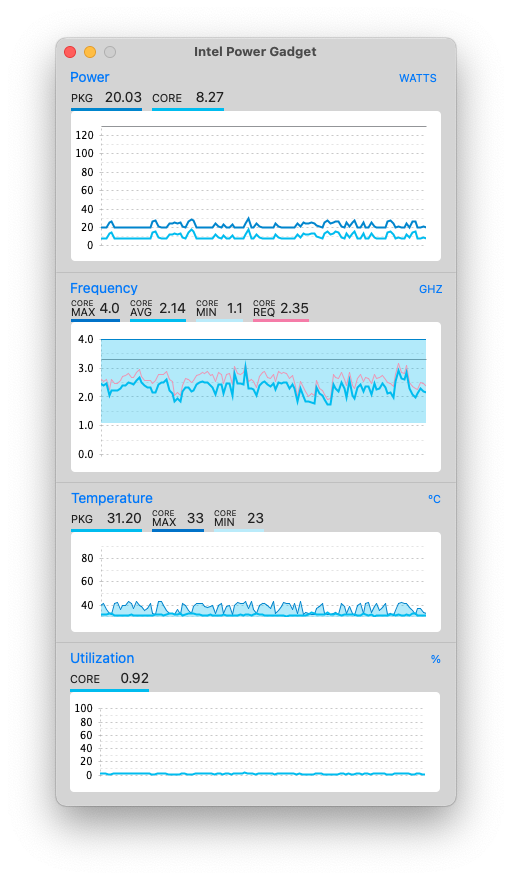 Intel Power Gadget
Power WATTS
PKG 20.03 CORE 8.27
120
100
80
60
40
20
0
Frequency GHZ
CORE MAX 4.0 CORE AVG 2.14 CORE MIN 1.1 CORE REQ 2.35
4.0
3.0
2.0
1.0
0.0
Temperature °C
PKG 31.20 CORE MAX 33 CORE MIN 23
80
60
40
Utilization %
CORE 0.92
100
80
60
40
20
0